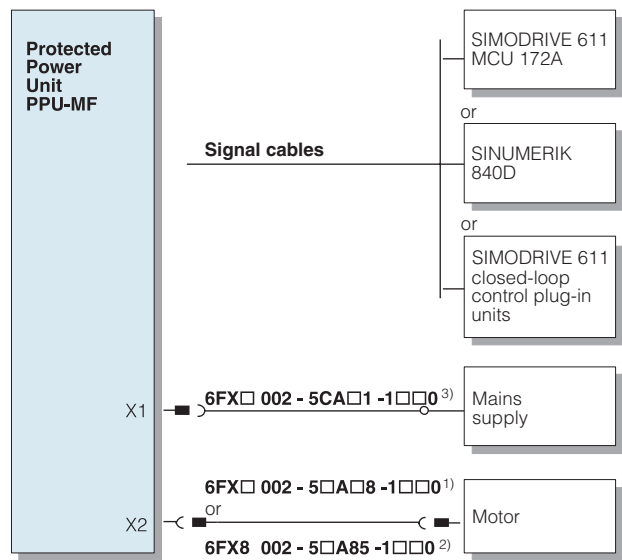 Protected
Power
Unit
PPU-MF
SIMODRIVE 611
MCU 172A
or
Signal cables
SINUMERIK
840D
or
SIMODRIVE 611
closed-loop
control plug-in
units
X1
6FX□ 002 - 5CA□1 -1□□0 3)
Mains
supply
X2
6FX□ 002 - 5□A□8 -1□□0 1)
or
6FX8 002 - 5□A85 -1□□0 2)
Motor